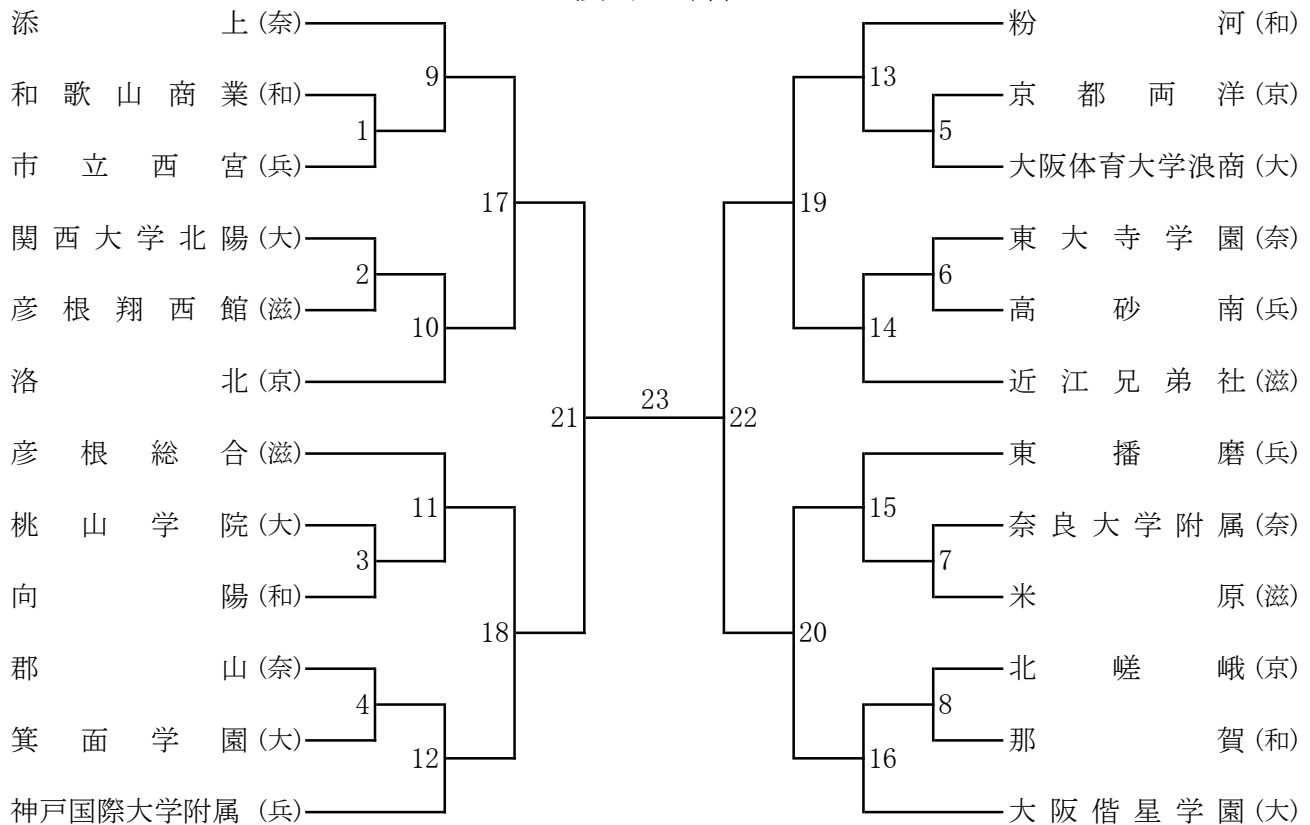 添上(奈)
9
和歌山商業(和)
1
市立西宮(兵)
17
関西大学北陽(大)
2
彦根翔西館(滋)
10
洛北(京)
21
23
彦根総合(滋)
11
桃山学院(大)
3
向陽(和)
18
郡山(奈)
4
箕面学園(大)
12
神戸国際大学附属(兵)
粉河(和)
13
京都両洋(京)
5
大阪体育大学浪商(大)
19
東大寺学園(奈)
6
高砂南(兵)
14
近江兄弟社(滋)
22
東播磨(兵)
15
奈良大学附属(奈)
7
米原(滋)
20
北嵯峨(京)
8
那賀(和)
16
大阪偕星学園(大)